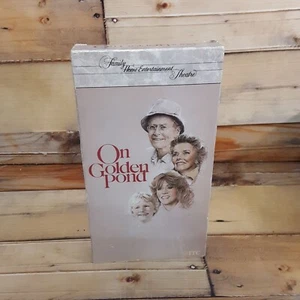 Family
Home Entertainment
Theatre
On
Golden
Pond